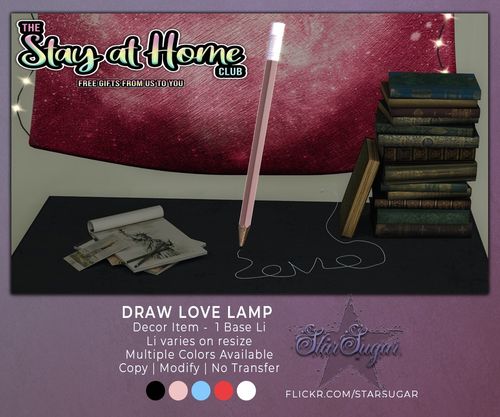 THE
Stay at Home
CLUB
FREE GIFTS FROM US TO YOU
Love
DRAW LOVE LAMP
Decor Item - 1 Base Li
Li varies on resize
Multiple Colors Available
Copy | Modify | No Transfer
StarSugar
FLICKR.COM/STARSUGAR